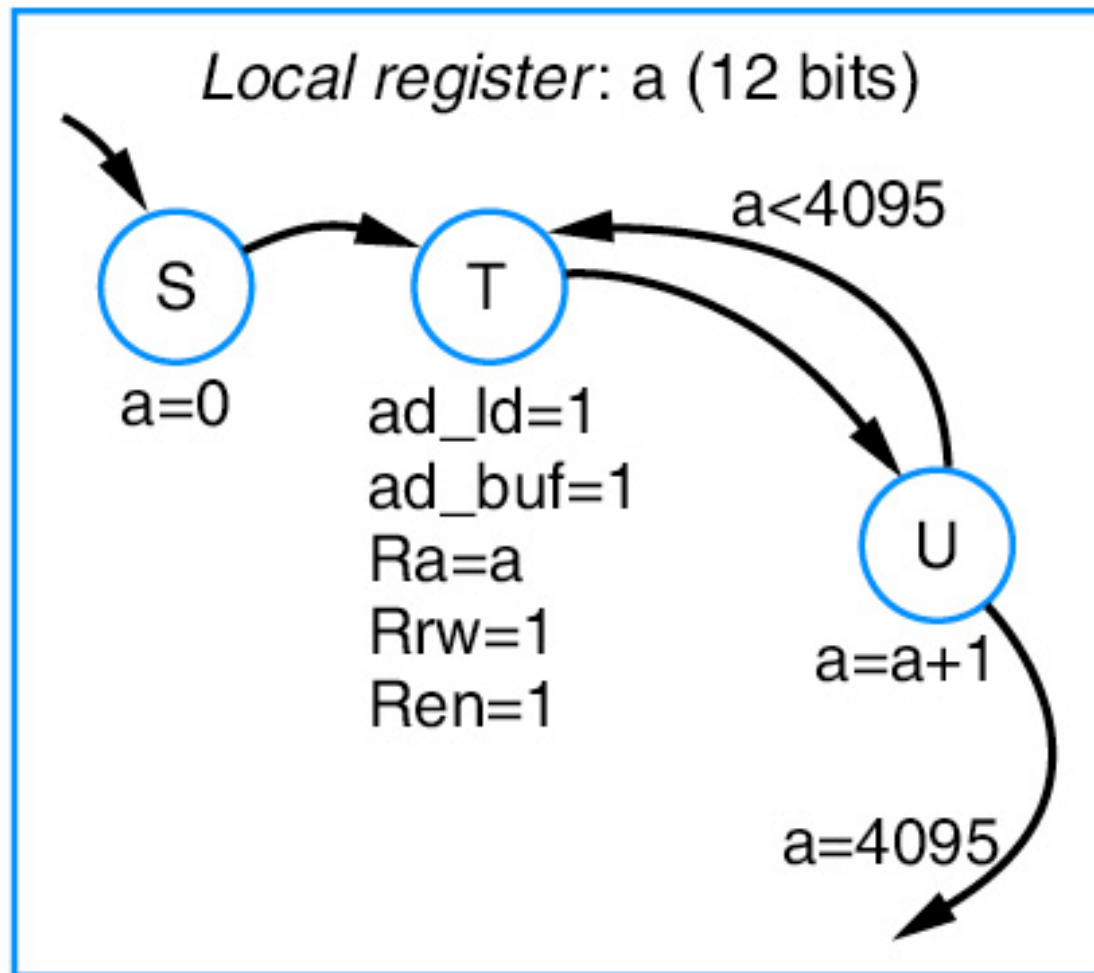 Local register: a (12 bits)
a<4095
S
T
a=0
ad_ld=1
ad_buf=1
Ra=a
Rrw=1
Ren=1
U
a=a+1
a=4095